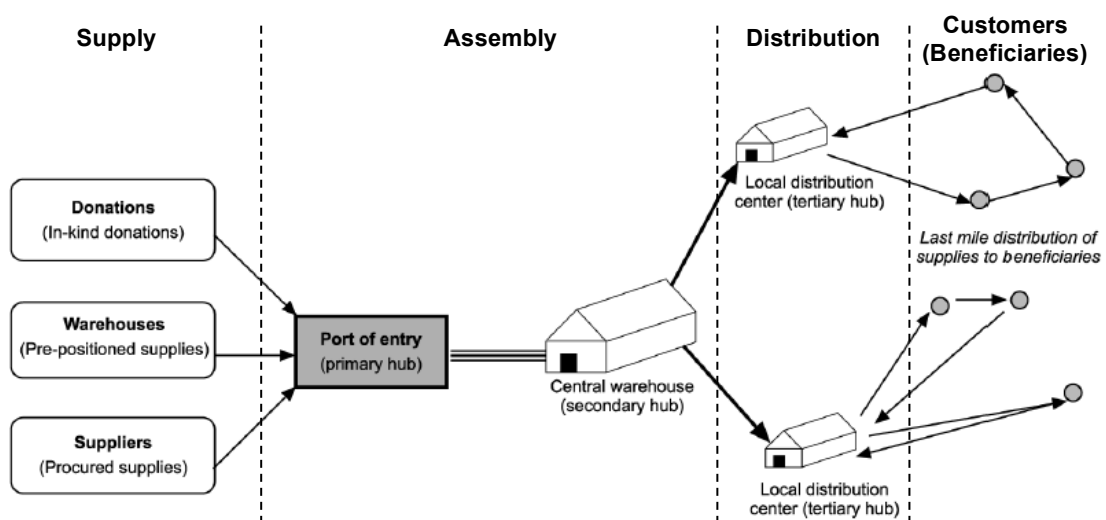 Supply
Assembly
Distribution
Customers
(Beneficiaries)
Donations
(In-kind donations)
Warehouses
(Pre-positioned supplies)
Suppliers
(Procured supplies)
Port of entry
(primary hub)
Central warehouse
(secondary hub)
Local distribution
center (tertiary hub)
Local distribution
center (tertiary hub)
Last mile distribution of
supplies to beneficiaries